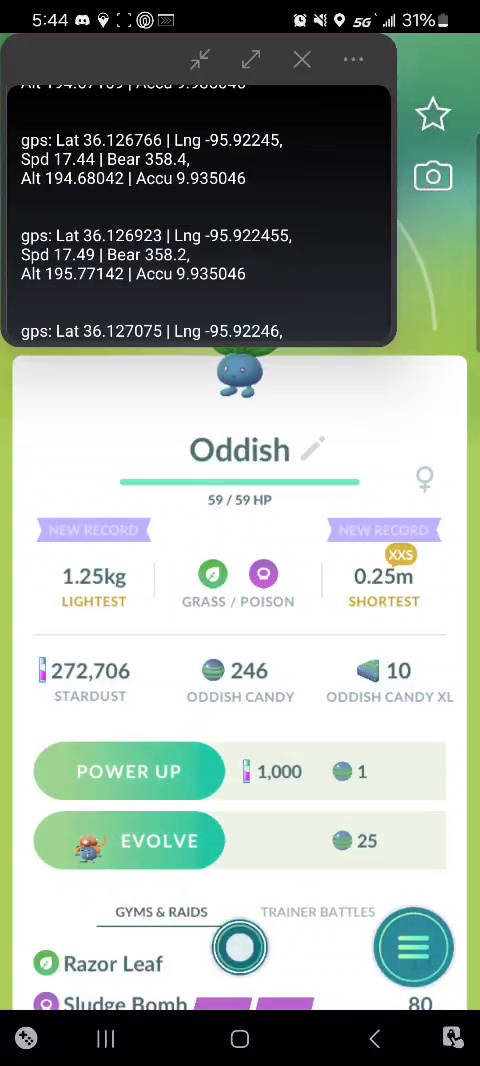 5:44
5G
31%
gps: Lat 36.126766 | Lng -95.92245,
Spd 17.44 | Bear 358.4,
Alt 194.68042 | Accu 9.935046
gps: Lat 36.126923 | Lng -95.922455,
Spd 17.49 | Bear 358.2,
Alt 195.77142 | Accu 9.935046
gps: Lat 36.127075 | Lng -95.92246,
Oddish
59 / 59 HP
NEW RECORD
NEW RECORD
XXS
1.25kg
LIGHTEST
GRASS / POISON
0.25m
SHORTEST
272,706
STARDUST
246
ODDISH CANDY
10
ODDISH CANDY XL
POWER UP
1,000
1
EVOLVE
25
GYMS & RAIDS
TRAINER BATTLES
Razor Leaf
Sludge Bomb
80